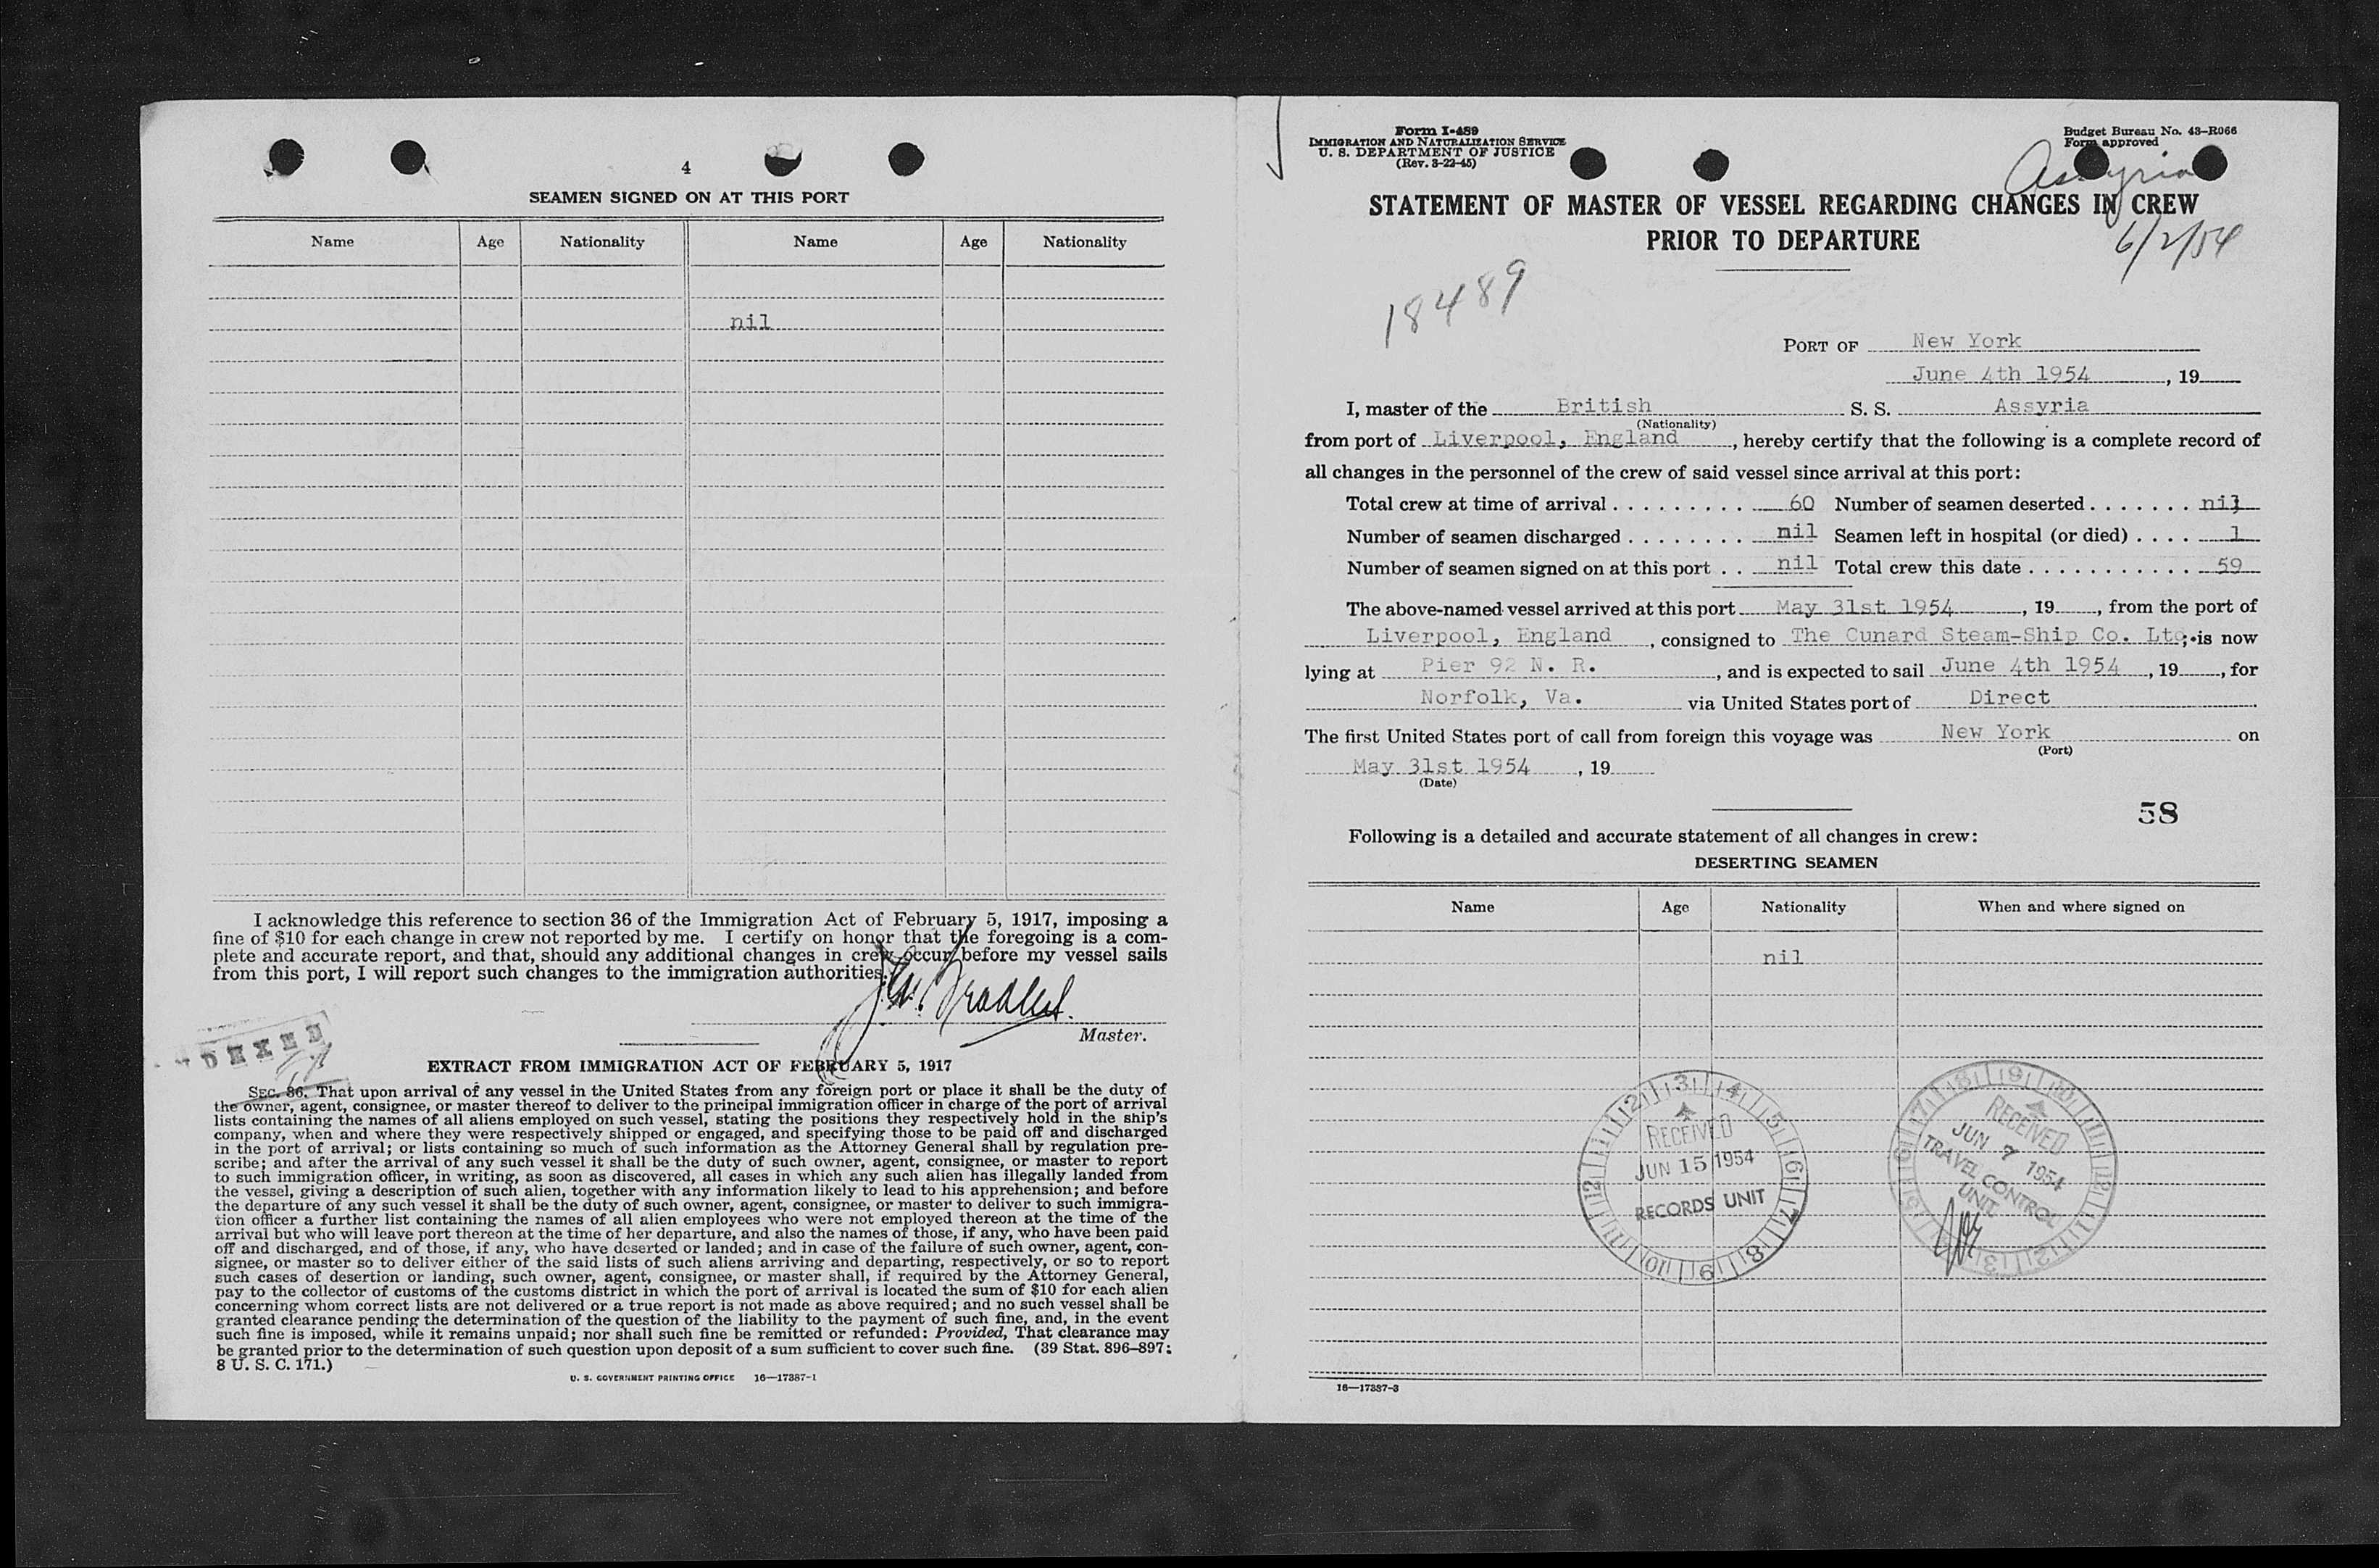 4
SEAMEN SIGNED ON AT THIS PORT
Name Age Nationality Name Age Nationality
nil
I acknowledge this reference to section 36 of the Immigration Act of February 5, 1917, imposing a
fine of $10 for each change in crew not reported by me. I certify on honor that the foregoing is a com-
plete and accurate report, and that, should any additional changes in crew occur before my vessel sails
from this port, I will report such changes to the immigration authorities.
Master.
EXTRACT FROM IMMIGRATION ACT OF FEBRUARY 5, 1917
SEC. 36. That upon arrival of any vessel in the United States from any foreign port or place it shall be the duty of
the owner, agent, consignee, or master thereof to deliver to the principal immigration officer in charge of the port of arrival
lists containing the names of all aliens employed on such vessel, stating the positions they respectively hold in the ship's
company, when and where they were respectively shipped or engaged, and specifying those to be paid off and discharged
in the port of arrival; or lists containing so much of such information as the Attorney General shall by regulation pre-
scribe; and after the arrival of any such vessel it shall be the duty of such owner, agent, consignee, or master to report
to such immigration officer, in writing, as soon as discovered, all cases in which any such alien has illegally landed from
the vessel, giving a description of such alien, together with any information likely to lead to his apprehension; and before
the departure of any such vessel it shall be the duty of such owner, agent, consignee, or master to deliver to such immigra-
tion officer a further list containing the names of all alien employees who were not employed thereon at the time of the
arrival but who will leave port thereon at the time of her departure, and also the names of those, if any, who have been paid
off and discharged, and of those, if any, who have deserted or landed; and in case of the failure of such owner, agent, con-
signee, or master so to deliver either of the said lists of such aliens arriving and departing, respectively, or so to report
such cases of desertion or landing, such owner, agent, consignee, or master shall, if required by the Attorney General,
pay to the collector of customs of the customs district in which the port of arrival is located the sum of $10 for each alien
concerning whom correct lists are not delivered or a true report is not made as above required; and no such vessel shall be
granted clearance pending the determination of the question of the liability to the payment of such fine, and, in the event
such fine is imposed, while it remains unpaid; nor shall such fine be remitted or refunded: Provided, That clearance may
be granted prior to the determination of such question upon deposit of a sum sufficient to cover such fine. (39 Stat. 896–897;
8 U. S. C. 171.)
U. S. GOVERNMENT PRINTING OFFICE 16—17387-1
Form I-489
IMMIGRATION AND NATURALIZATION SERVICE
U. S. DEPARTMENT OF JUSTICE
(Rev. 3-22-45)
Budget Bureau No. 43–R066
Form approved
Assyria
STATEMENT OF MASTER OF VESSEL REGARDING CHANGES IN CREW
PRIOR TO DEPARTURE
6/2/54
18489
PORT OF New York
June 4th 1954, 19
I, master of the British S. S. Assyria
(Nationality)
from port of Liverpool, England, hereby certify that the following is a complete record of
all changes in the personnel of the crew of said vessel since arrival at this port:
Total crew at time of arrival . . . . . . . . . 60 Number of seamen deserted . . . . . . . nil
Number of seamen discharged . . . . . . . . nil Seamen left in hospital (or died) . . . . 1
Number of seamen signed on at this port . . nil Total crew this date . . . . . . . . . . . . 59
The above-named vessel arrived at this port May 31st 1954, 19, from the port of
Liverpool, England, consigned to The Cunard Steam-Ship Co. Ltd; is now
lying at Pier 92 N. R., and is expected to sail June 4th 1954, 19, for
Norfolk, Va. via United States port of Direct
The first United States port of call from foreign this voyage was New York on
(Port)
May 31st 1954, 19
(Date)
58
Following is a detailed and accurate statement of all changes in crew:
DESERTING SEAMEN
Name Age Nationality When and where signed on
nil
RECEIVED
JUN 15 1954
RECORDS UNIT
RECEIVED
JUN 7 1954
TRAVEL CONTROL
UNIT
16—17387-3